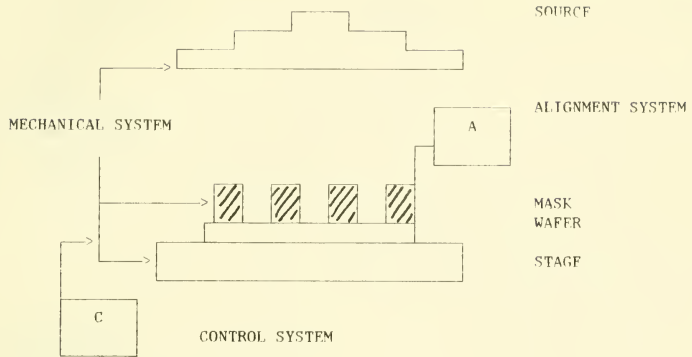 SOURCE
ALIGNMENT SYSTEM
A
MECHANICAL SYSTEM
MASK
WAFER
STAGE
C
CONTROL SYSTEM